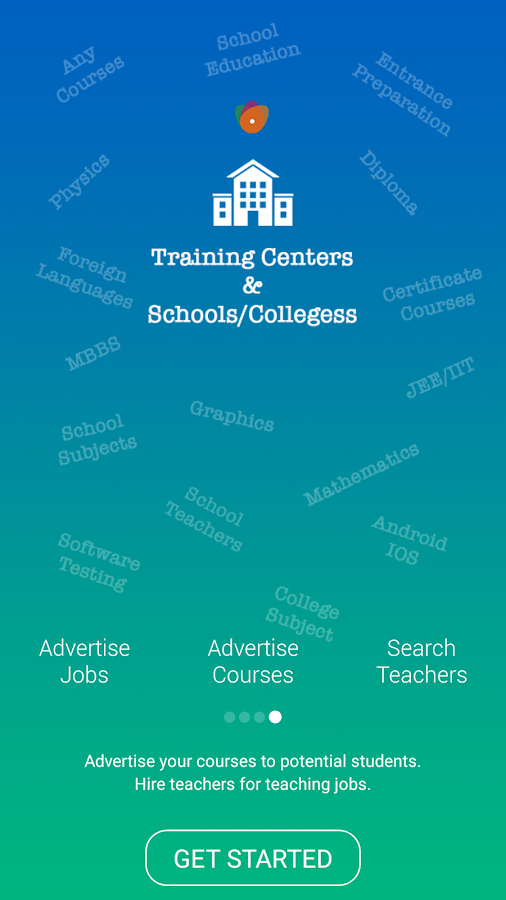 Any
Courses
School
Education
Entrance
Preparation
Physics
Diploma
Training Centers
&
Schools/Collegess
Foreign
Languages
Certificate
Courses
MBBS
JEE/IIT
School
Subjects
Graphics
Mathematics
School
Teachers
Android
IOS
Software
Testing
College
Subject
Advertise
Jobs
Advertise
Courses
Search
Teachers
Advertise your courses to potential students.
Hire teachers for teaching jobs.
GET STARTED